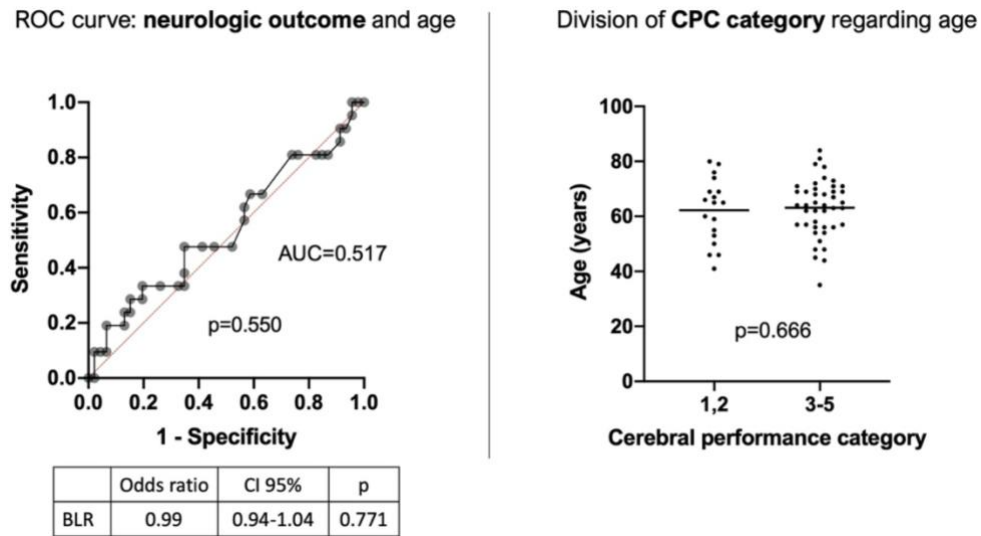 ROC curve: neurologic outcome and age
1.0
0.8
0.6
0.4
0.2
0.0
Sensitivity
AUC=0.517
p=0.550
0.0 0.2 0.4 0.6 0.8 1.0
1 - Specificity
Odds ratio CI 95% p
BLR 0.99 0.94-1.04 0.771
Division of CPC category regarding age
100
80
60
40
20
0
Age (years)
p=0.666
1,2 3-5
Cerebral performance category